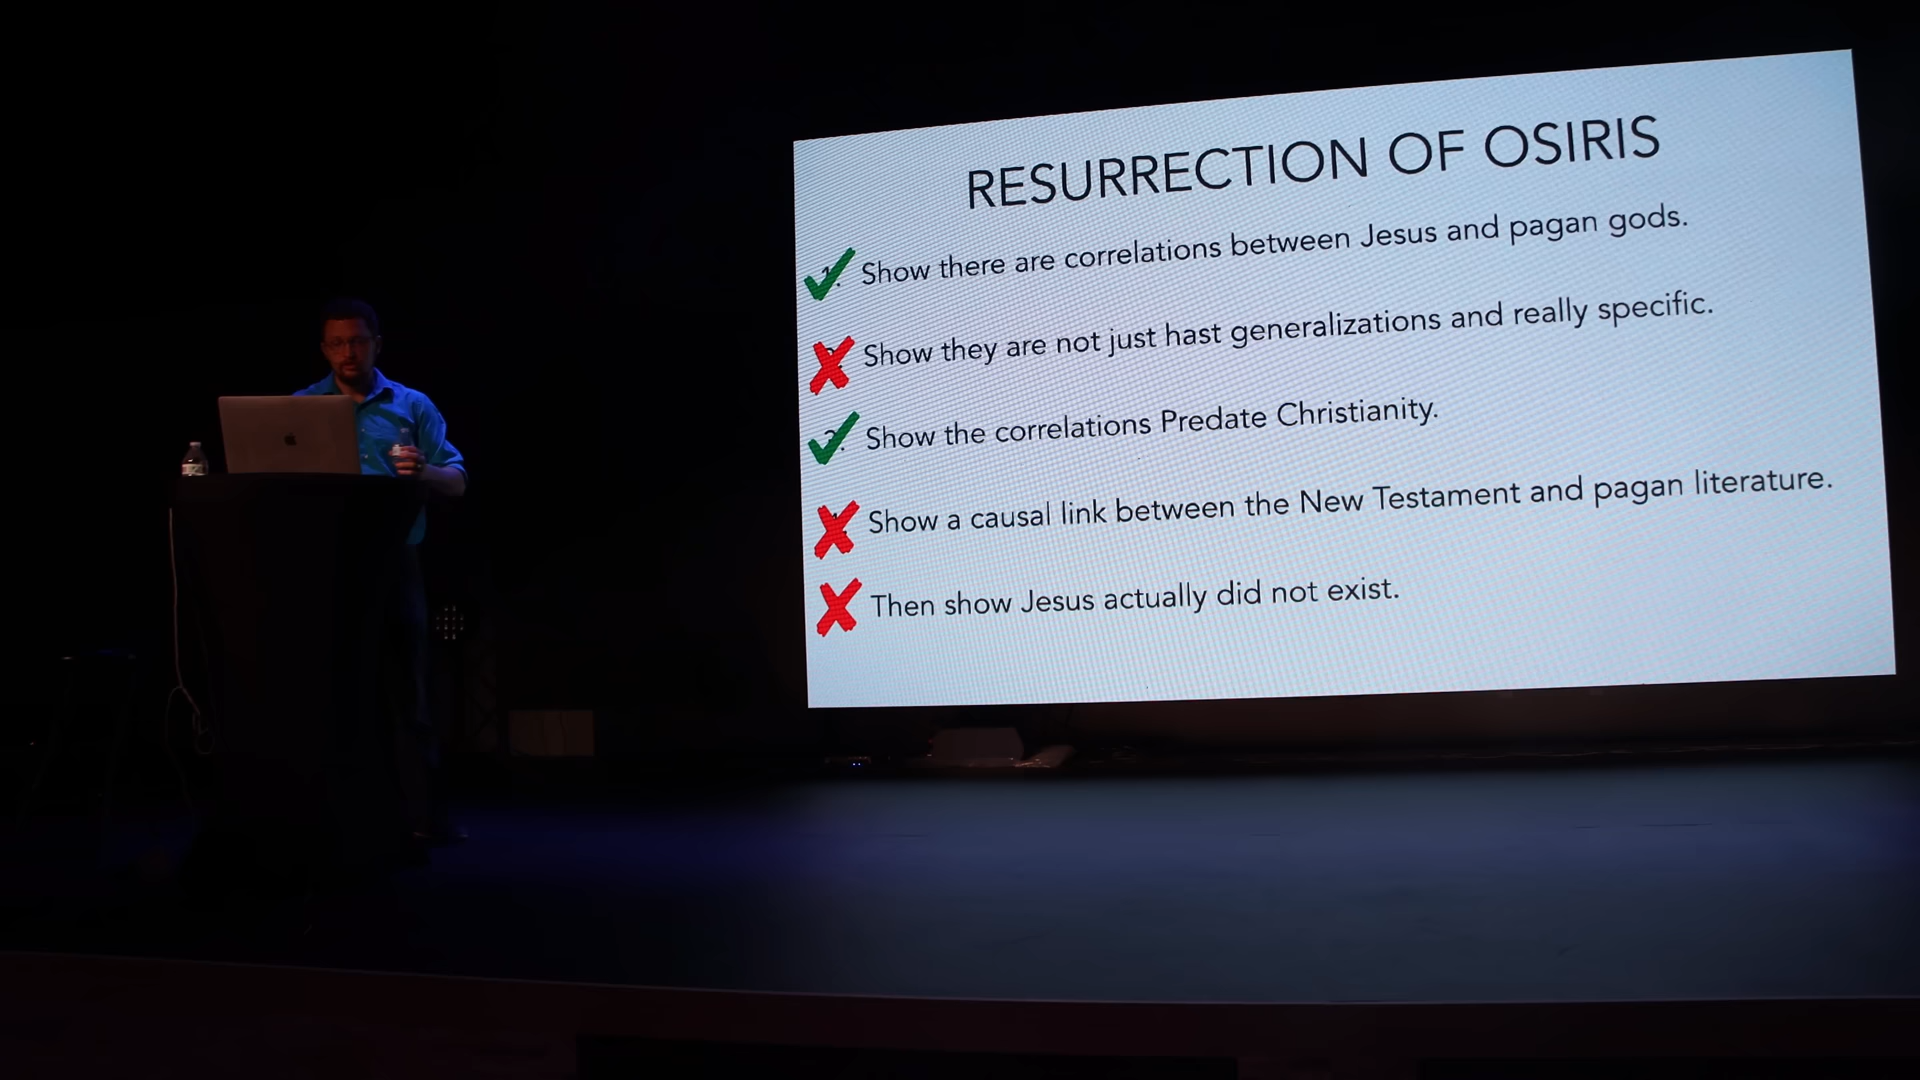 RESURRECTION OF OSIRIS
Show there are correlations between Jesus and pagan gods.
Show they are not just hast generalizations and really specific.
Show the correlations Predate Christianity.
Show a causal link between the New Testament and pagan literature.
Then show Jesus actually did not exist.